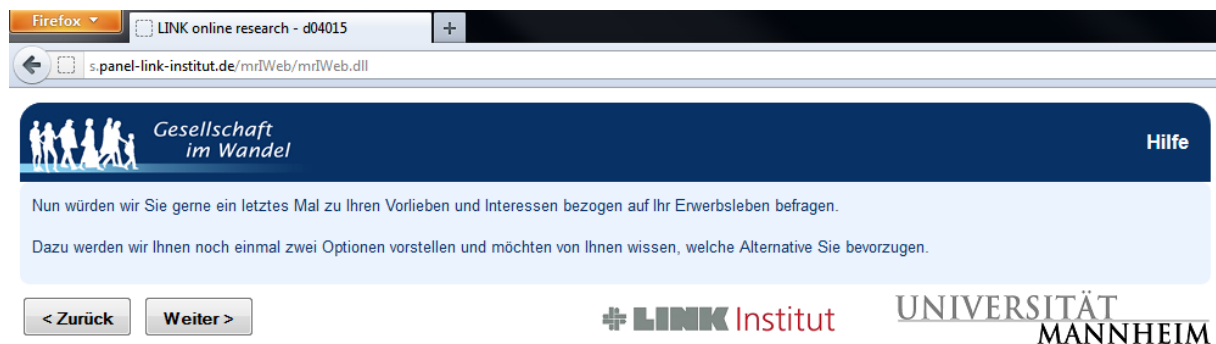 Firefox
LINK online research - d04015
+
s.panel-link-institut.de/mrIWeb/mrIWeb.dll
Gesellschaft
im Wandel
Hilfe
Nun würden wir Sie gerne ein letztes Mal zu Ihren Vorlieben und Interessen bezogen auf Ihr Erwerbsleben befragen.
Dazu werden wir Ihnen noch einmal zwei Optionen vorstellen und möchten von Ihnen wissen, welche Alternative Sie bevorzugen.
< Zurück
Weiter >
LINK Institut
UNIVERSITÄT
MANNHEIM